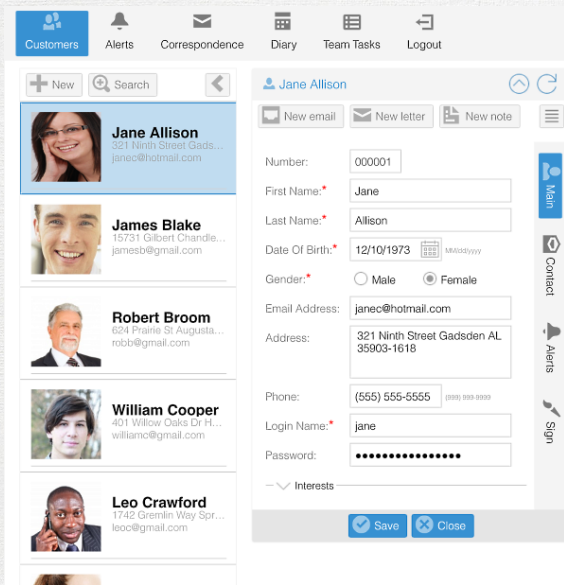 Customers
Alerts
Correspondence
Diary
Team Tasks
Logout
New
Search
Jane Allison
321 Ninth Street Gads...
janec@hotmail.com
James Blake
15731 Gilbert Chandle...
jamesb@gmail.com
Robert Broom
624 Prairie St Augusta...
robb@gmail.com
William Cooper
401 Willow Oaks Dr H...
williamc@gmail.com
Leo Crawford
1742 Gremlin Way Spr...
leoc@gmail.com
Jane Allison
New email
New letter
New note
Number: 000001
First Name:* Jane
Last Name:* Allison
Date Of Birth:* 12/10/1973 MM/dd/yyyy
Gender:* Male Female
Email Address: janec@hotmail.com
Address: 321 Ninth Street Gadsden AL
35903-1618
Phone: (555) 555-5555 (999) 999-9999
Login Name:* jane
Password: ●●●●●●●●●●●●●●●●
Interests
Save
Close
Main
Contact
Alerts
Sign